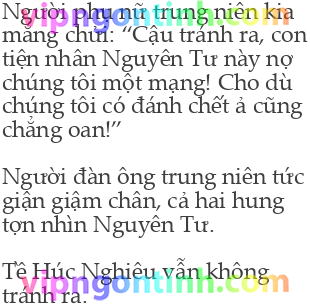 Người phụ nữ trung niên kia
mắng chửi: “Cậu tránh ra, con
tiện nhân Nguyên Tư này nợ
chúng tôi một mạng! Cho dù
chúng tôi có đánh chết ả cũng
chẳng oan!”
Người đàn ông trung niên tức
giận giậm chân, cả hai hung
tợn nhìn Nguyên Tư.
Tề Húc Nghiêu vẫn không
tránh ra.
vipngontinh.com
vipngontinh.com